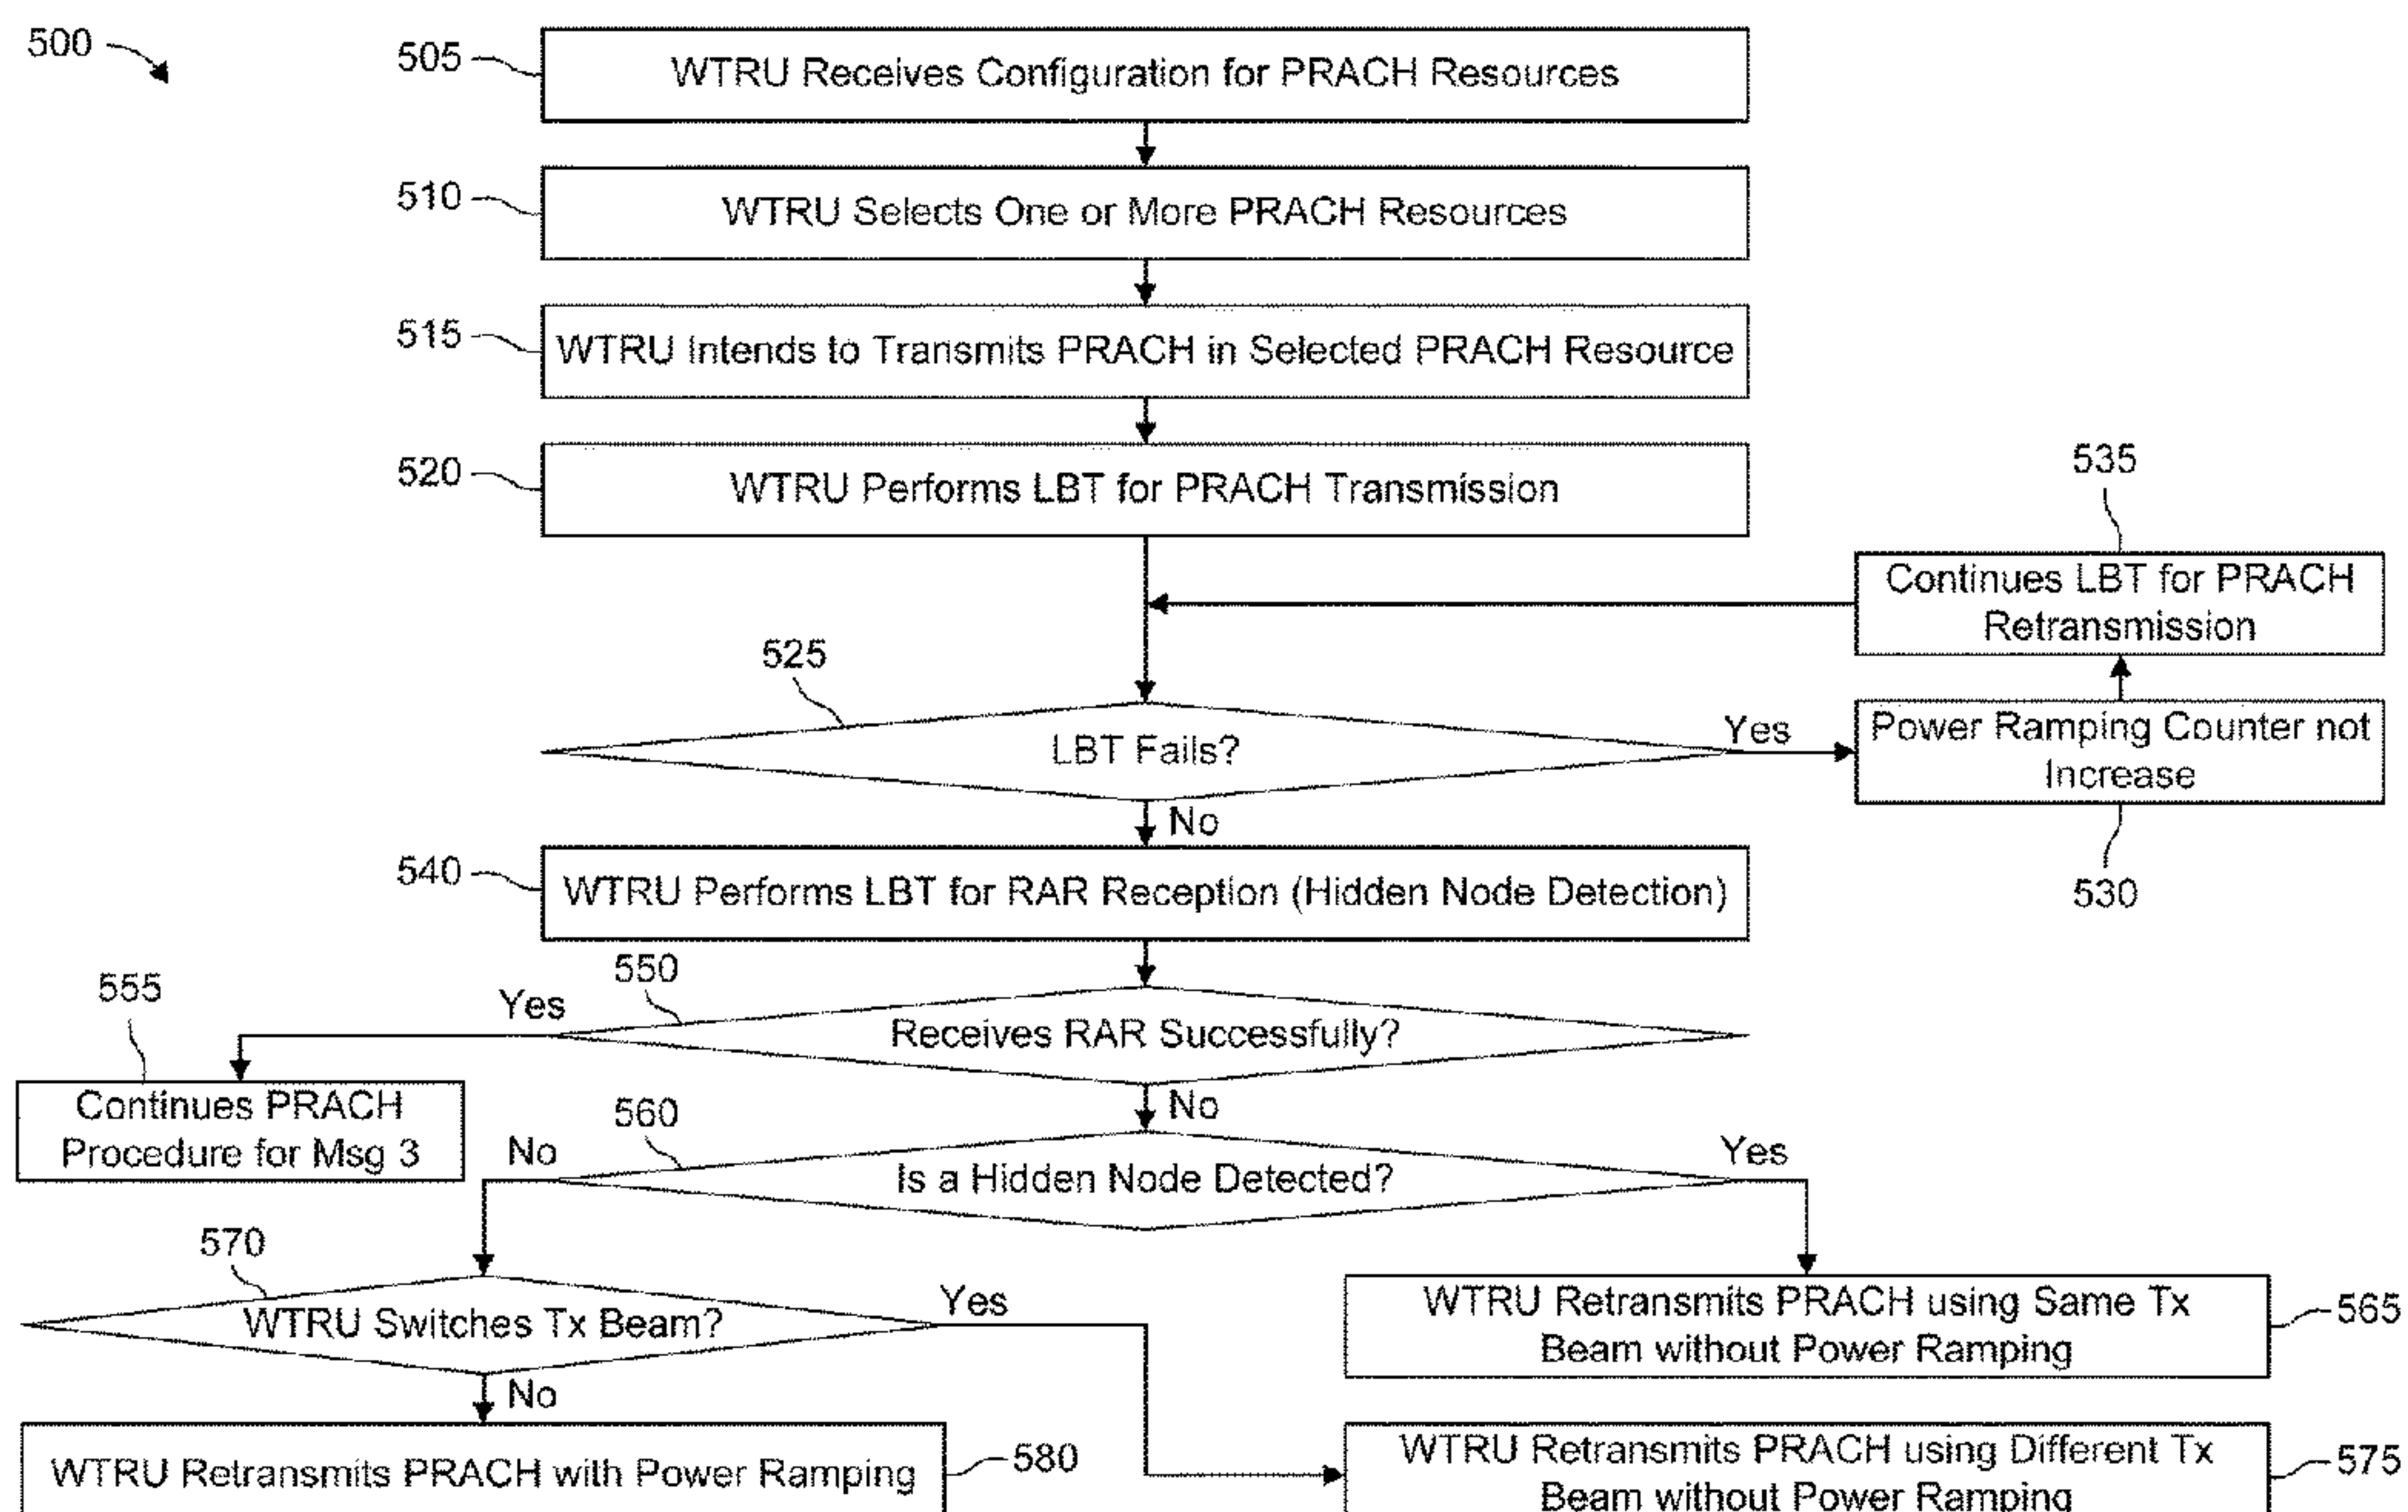 500
505
WTRU Receives Configuration for PRACH Resources
510
WTRU Selects One or More PRACH Resources
515
WTRU Intends to Transmits PRACH in Selected PRACH Resource
520
WTRU Performs LBT for PRACH Transmission
535
Continues LBT for PRACH
Retransmission
525
LBT Fails?
Yes
Power Ramping Counter not
Increase
530
No
540
WTRU Performs LBT for RAR Reception (Hidden Node Detection)
550
Receives RAR Successfully?
Yes
555
Continues PRACH
Procedure for Msg 3
No
560
Is a Hidden Node Detected?
No
Yes
570
WTRU Switches Tx Beam?
Yes
WTRU Retransmits PRACH using Same Tx
Beam without Power Ramping
565
No
WTRU Retransmits PRACH with Power Ramping
580
WTRU Retransmits PRACH using Different Tx
Beam without Power Ramping
575